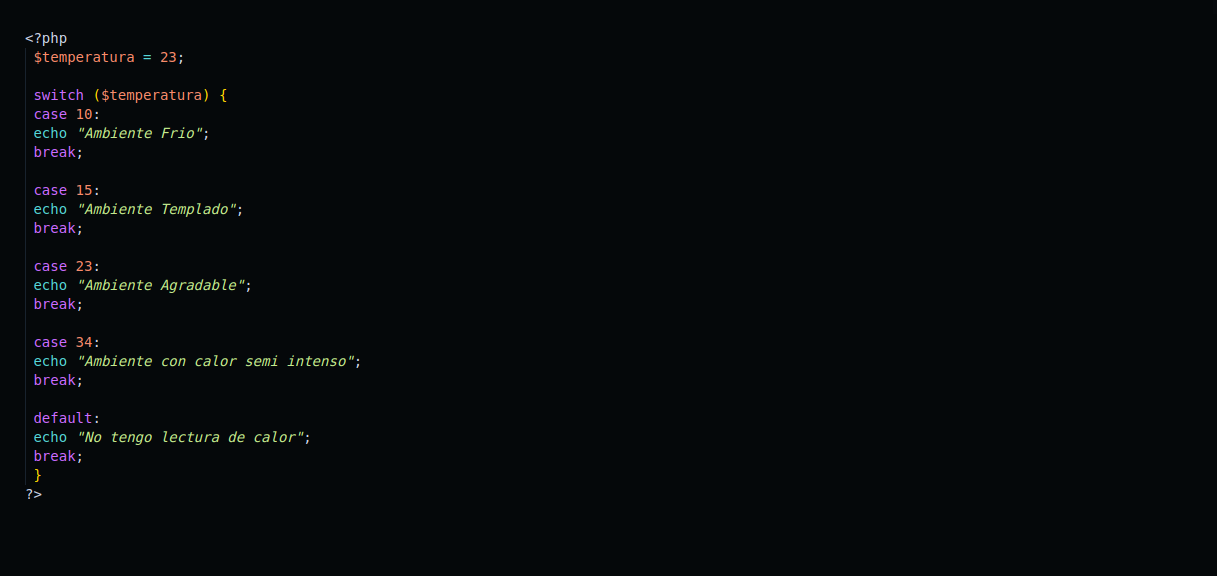 <?php
$temperatura = 23;
switch ($temperatura) {
case 10:
echo "Ambiente Frio";
break;
case 15:
echo "Ambiente Templado";
break;
case 23:
echo "Ambiente Agradable";
break;
case 34:
echo "Ambiente con calor semi intenso";
break;
default:
echo "No tengo lectura de calor";
break;
}
?>